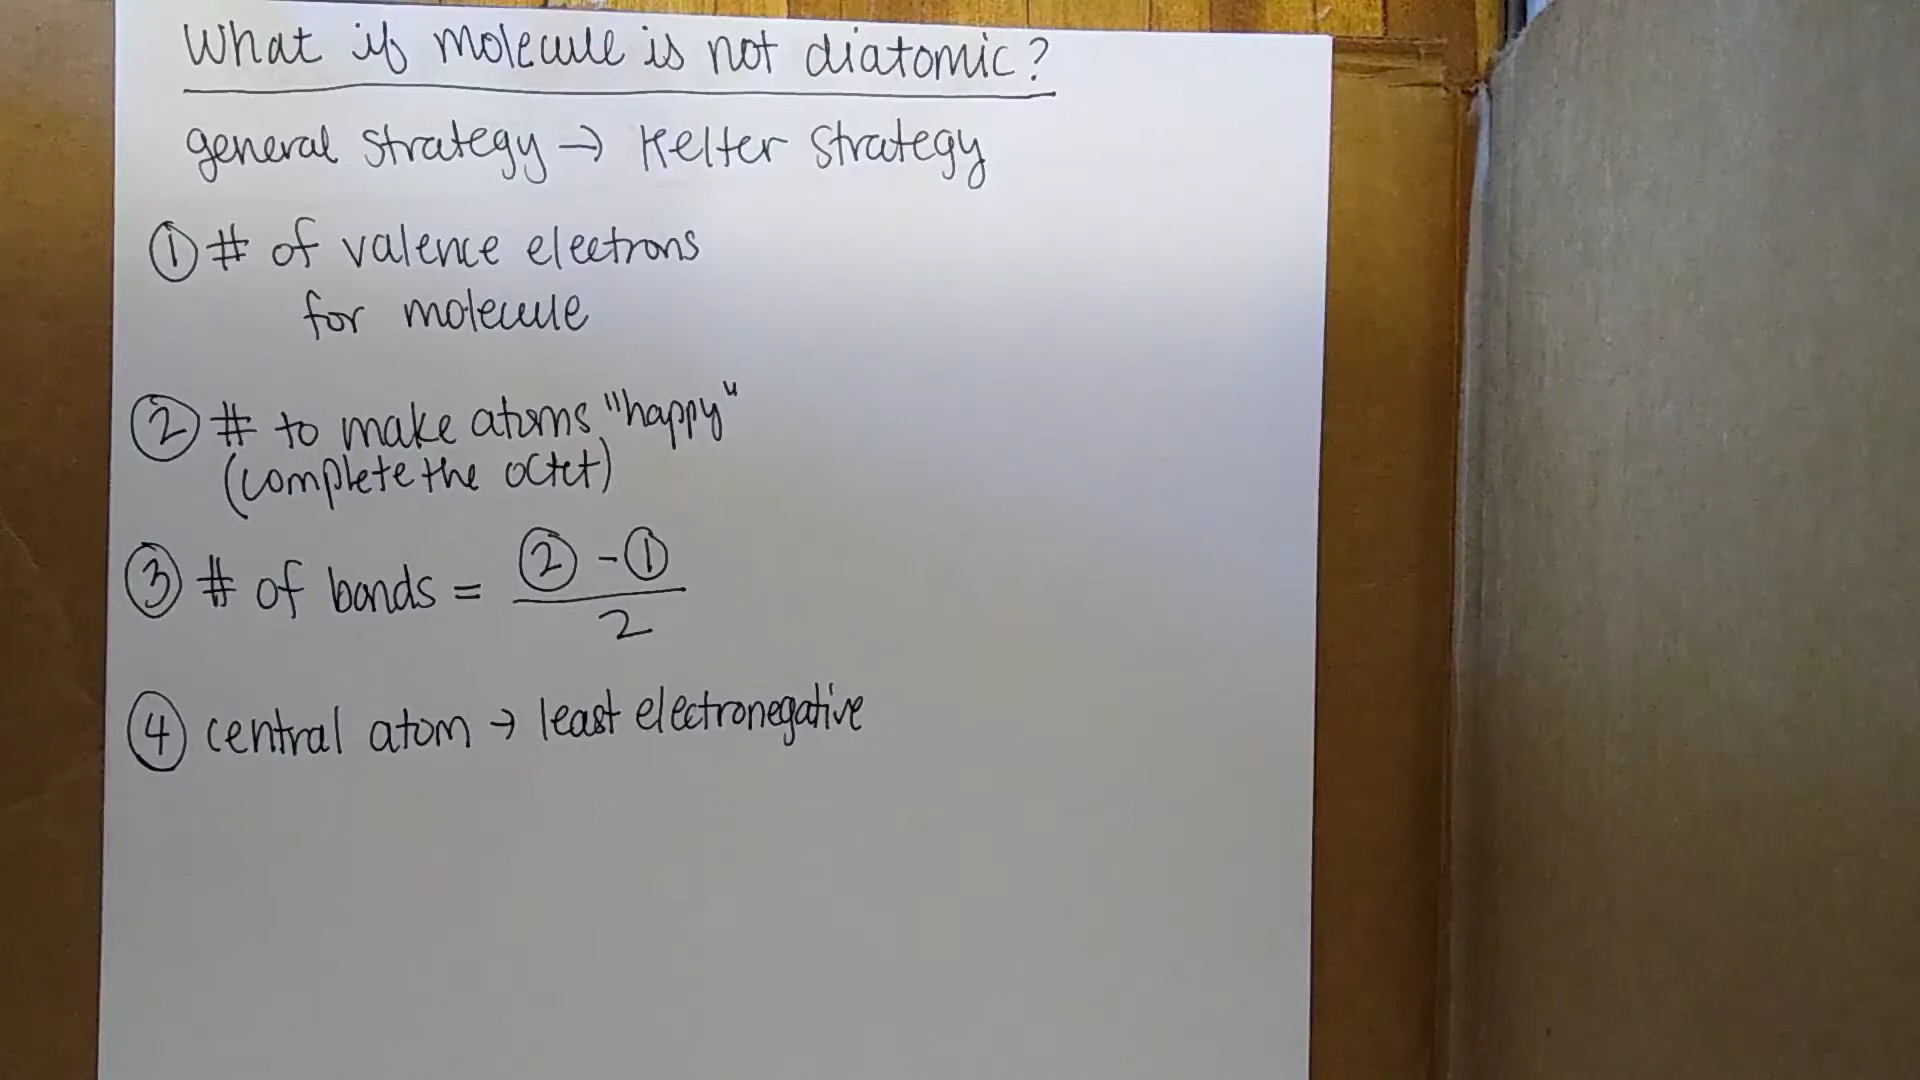 What if molecule is not diatomic?
general strategy → Kelter strategy
① # of valence electrons
for molecule
② # to make atoms "happy"
(complete the octet)
③ # of bonds = (② - ①) / 2
④ central atom → least electronegative